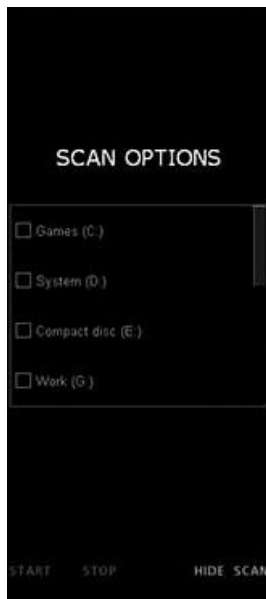 SCAN OPTIONS
Games (C:)
System (D:)
Compact disc (E:)
Work (G:)
START STOP HIDE SCAN